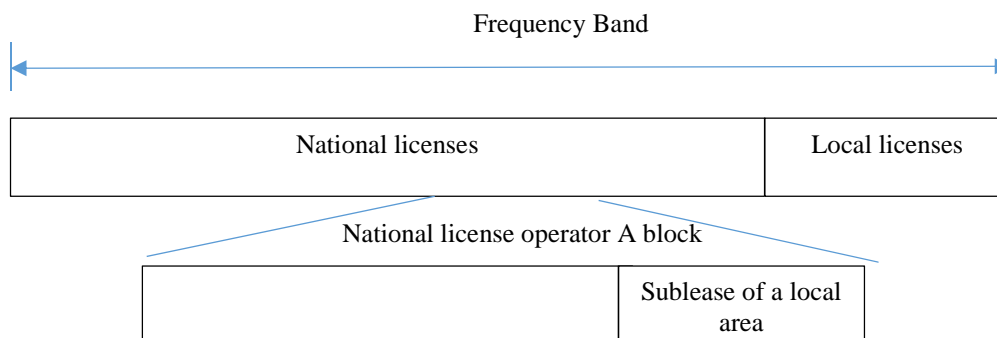 Frequency Band
National licenses
Local licenses
National license operator A block
Sublease of a local
area